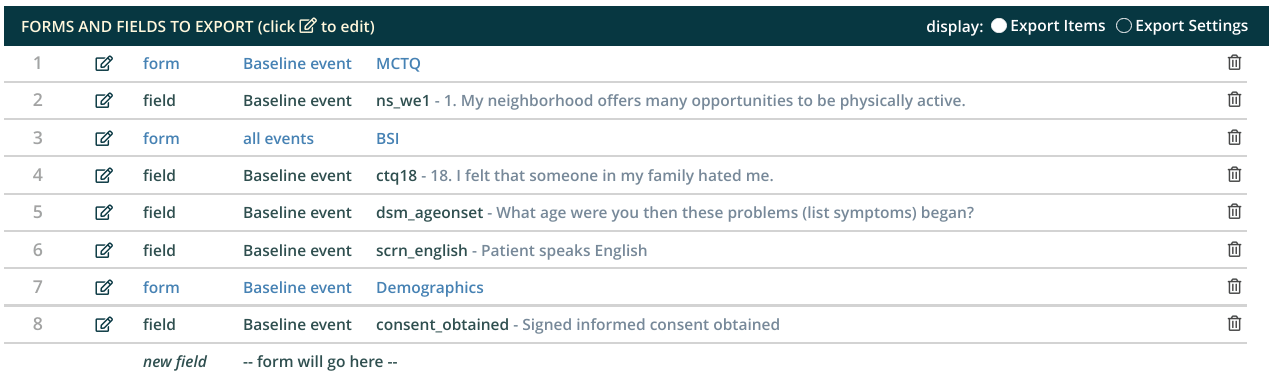 FORMS AND FIELDS TO EXPORT (click to edit) display: Export Items Export Settings
1 form Baseline event MCTQ
2 field Baseline event ns_we1 - 1. My neighborhood offers many opportunities to be physically active.
3 form all events BSI
4 field Baseline event ctq18 - 18. I felt that someone in my family hated me.
5 field Baseline event dsm_ageonset - What age were you then these problems (list symptoms) began?
6 field Baseline event scrn_english - Patient speaks English
7 form Baseline event Demographics
8 field Baseline event consent_obtained - Signed informed consent obtained
new field -- form will go here --